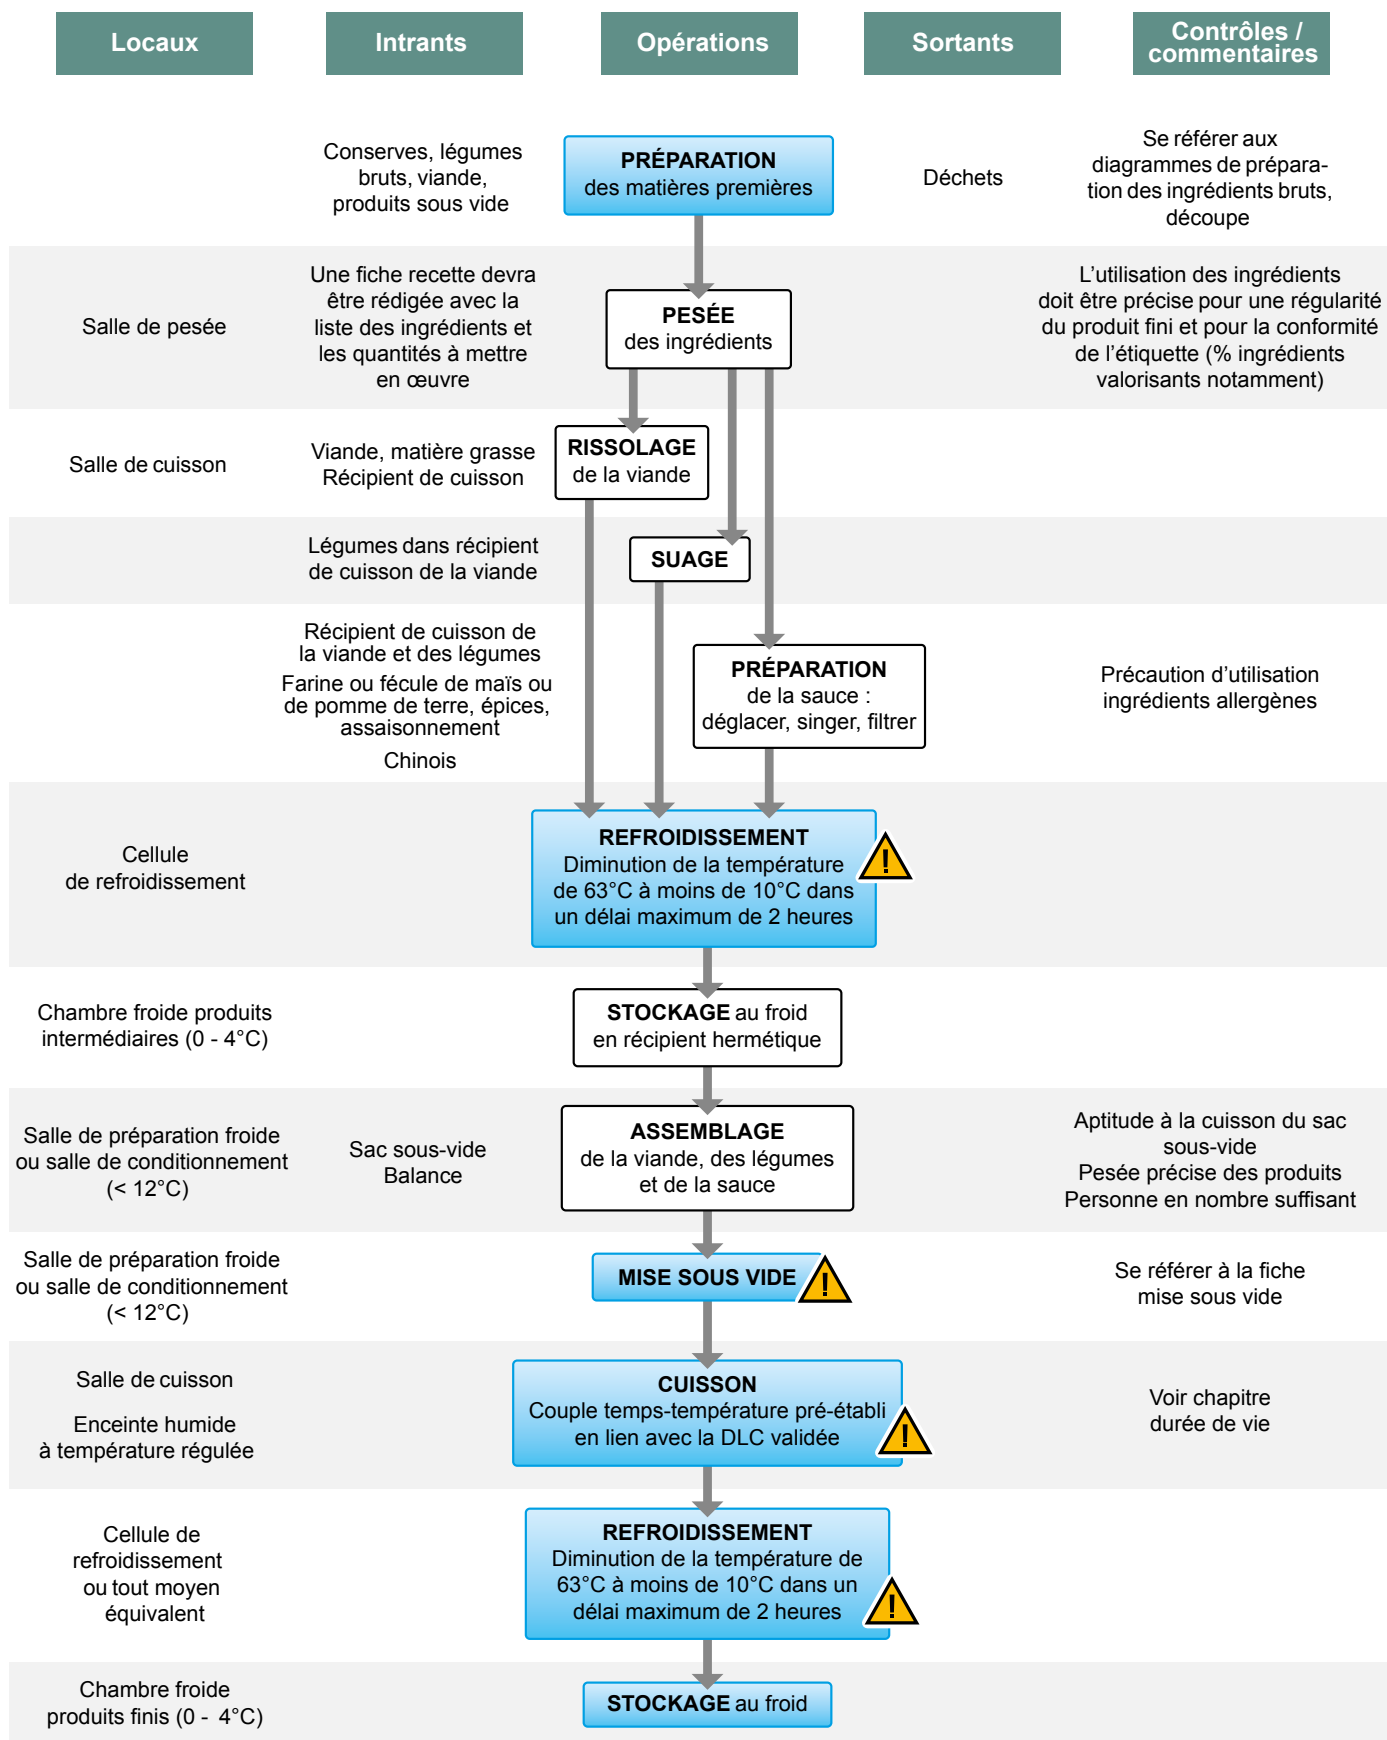 Locaux
Intrants
Opérations
Sortants
Contrôles /
commentaires
Conserves, légumes
bruts, viande,
produits sous vide
PRÉPARATION
des matières premières
Déchets
Se référer aux
diagrammes de prépara-
tion des ingrédients bruts,
découpe
Salle de pesée
Une fiche recette devra
être rédigée avec la
liste des ingrédients et
les quantités à mettre
en œuvre
PESÉE
des ingrédients
L’utilisation des ingrédients
doit être précise pour une régularité
du produit fini et pour la conformité
de l’étiquette (% ingrédients
valorisants notamment)
Salle de cuisson
Viande, matière grasse
Récipient de cuisson
RISSOLAGE
de la viande
Légumes dans récipient
de cuisson de la viande
SUAGE
Récipient de cuisson de
la viande et des légumes
Farine ou fécule de maïs ou
de pomme de terre, épices,
assaisonnement
Chinois
PRÉPARATION
de la sauce :
déglacer, singer, filtrer
Précaution d’utilisation
ingrédients allergènes
Cellule
de refroidissement
REFROIDISSEMENT
Diminution de la température
de 63°C à moins de 10°C dans
un délai maximum de 2 heures
!
Chambre froide produits
intermédiaires (0 - 4°C)
STOCKAGE au froid
en récipient hermétique
Salle de préparation froide
ou salle de conditionnement
(< 12°C)
Sac sous-vide
Balance
ASSEMBLAGE
de la viande, des légumes
et de la sauce
Aptitude à la cuisson du sac
sous-vide
Pesée précise des produits
Personne en nombre suffisant
Salle de préparation froide
ou salle de conditionnement
(< 12°C)
MISE SOUS VIDE
!
Se référer à la fiche
mise sous vide
Salle de cuisson
Enceinte humide
à température régulée
CUISSON
Couple temps-température pré-établi
en lien avec la DLC validée
!
Voir chapitre
durée de vie
Cellule de
refroidissement
ou tout moyen
équivalent
REFROIDISSEMENT
Diminution de la température de
63°C à moins de 10°C dans un
délai maximum de 2 heures
!
Chambre froide
produits finis (0 - 4°C)
STOCKAGE au froid